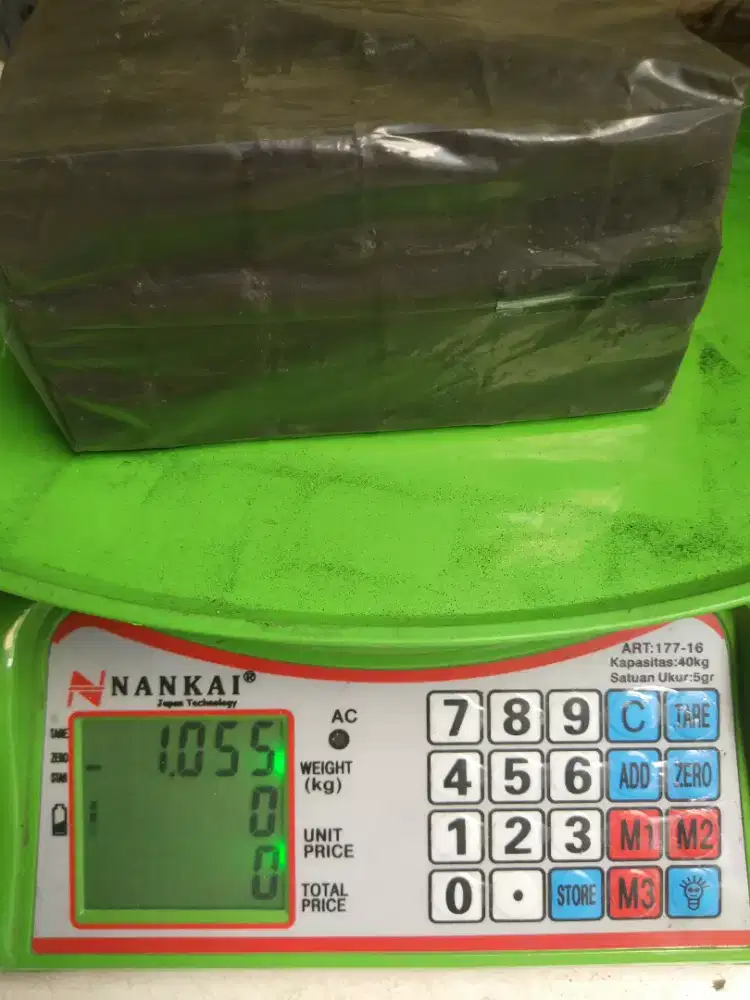 ART:177-16
Kapasitas:40kg
Satuan Ukur:5gr
NANKAI®
Japan Technology
TARE
ZERO
1.055
0
0
AC
WEIGHT
(kg)
UNIT
PRICE
TOTAL
PRICE
7 8 9 C TARE
4 5 6 ADD ZERO
1 2 3 M1 M2
0 . STORE M3